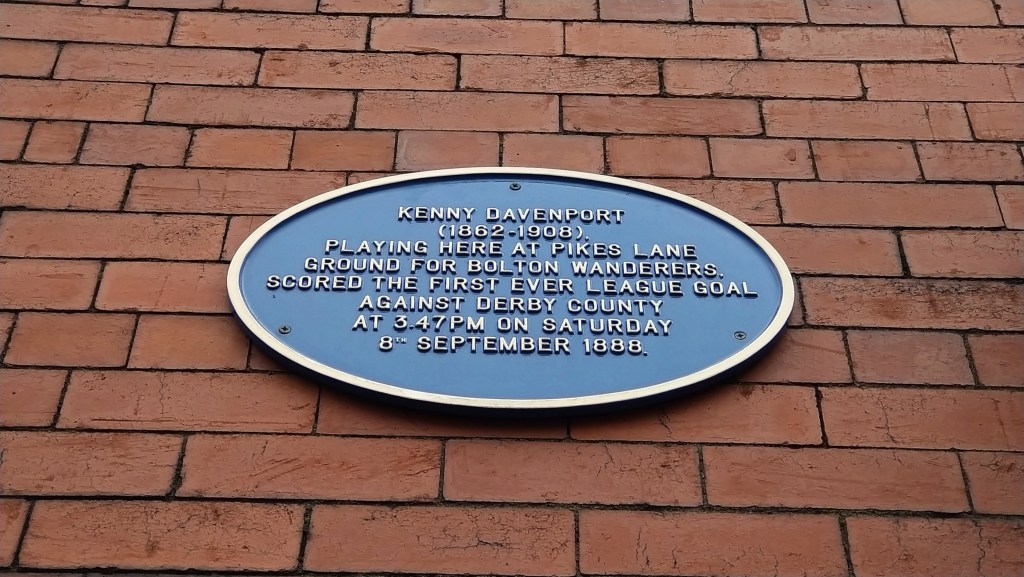 KENNY DAVENPORT
(1862-1908).
PLAYING HERE AT PIKES LANE
GROUND FOR BOLTON WANDERERS.
SCORED THE FIRST EVER LEAGUE GOAL
AGAINST DERBY COUNTY
AT 3.47PM ON SATURDAY
8TH SEPTEMBER 1888.